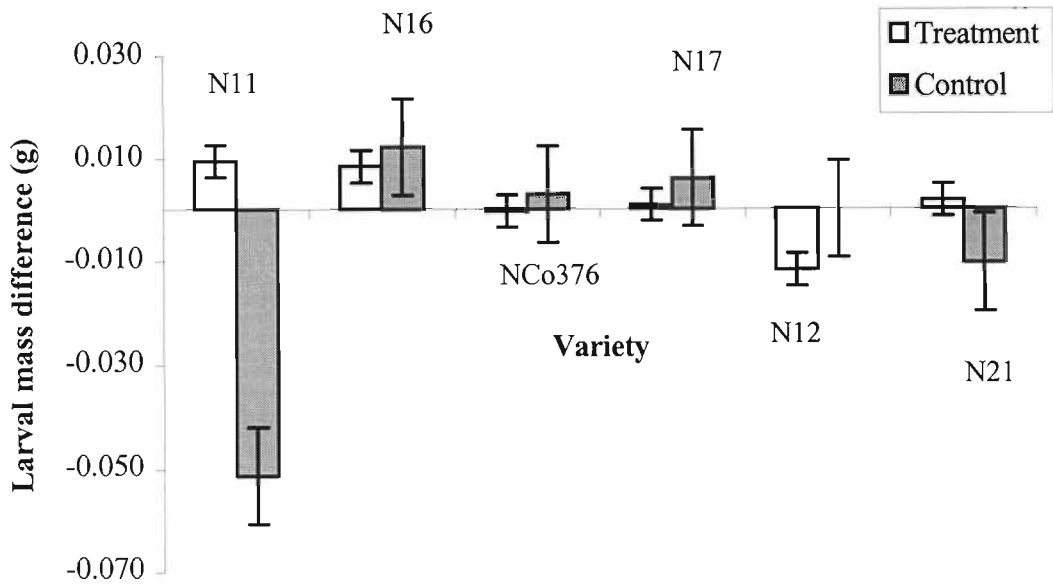 N16
Treatment
Control
0.030
N11
N17
0.010
-0.010
NCo376
Variety
N12
N21
-0.030
-0.050
-0.070
Larval mass difference (g)